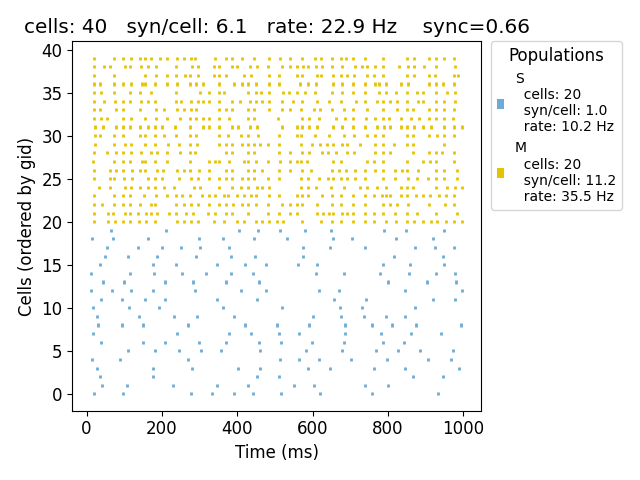 cells: 40   syn/cell: 6.1   rate: 22.9 Hz    sync=0.66
Populations
S
cells: 20
syn/cell: 1.0
rate: 10.2 Hz
M
cells: 20
syn/cell: 11.2
rate: 35.5 Hz
Cells (ordered by gid)
40
35
30
25
20
15
10
5
0
0
200
400
600
800
1000
Time (ms)